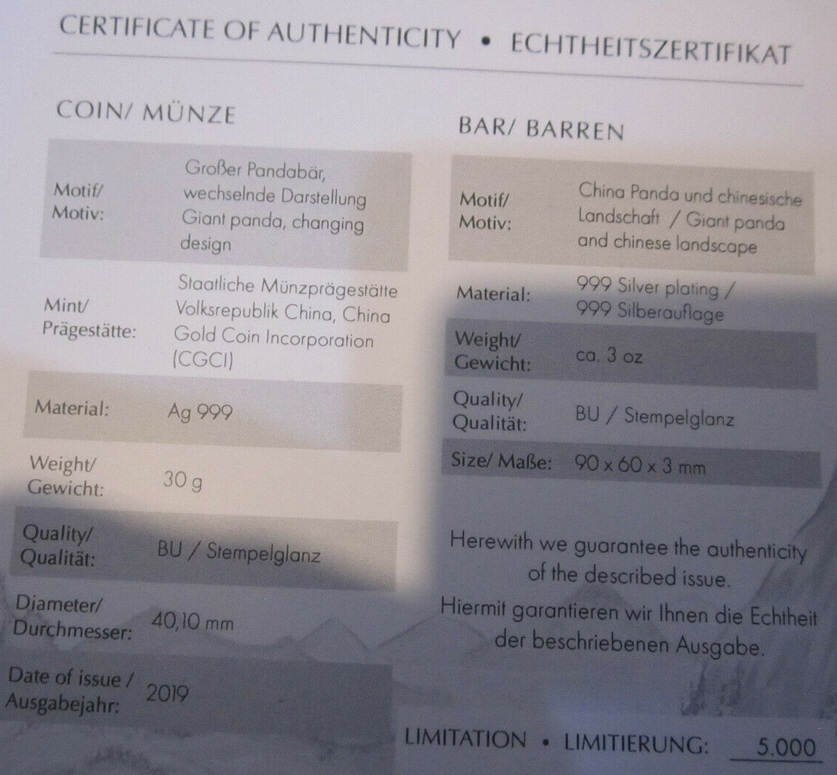 CERTIFICATE OF AUTHENTICITY • ECHTHEITSZERTIFIKAT
COIN/ MÜNZE
Motif/
Motiv:
Großer Pandabär,
wechselnde Darstellung
Giant panda, changing
design
Mint/
Prägestätte:
Staatliche Münzprägestätte
Volksrepublik China, China
Gold Coin Incorporation
(CGCI)
Material: Ag 999
Weight/
Gewicht:
30 g
Quality/
Qualität:
BU / Stempelglanz
Diameter/
Durchmesser:
40,10 mm
Date of issue /
Ausgabejahr:
2019
BAR/ BARREN
Motif/
Motiv:
China Panda und chinesische
Landschaft / Giant panda
and chinese landscape
Material:
999 Silver plating /
999 Silberauflage
Weight/
Gewicht:
ca. 3 oz
Quality/
Qualität:
BU / Stempelglanz
Size/ Maße: 90 x 60 x 3 mm
Herewith we guarantee the authenticity
of the described issue.
Hiermit garantieren wir Ihnen die Echtheit
der beschriebenen Ausgabe.
LIMITATION • LIMITIERUNG: 5.000